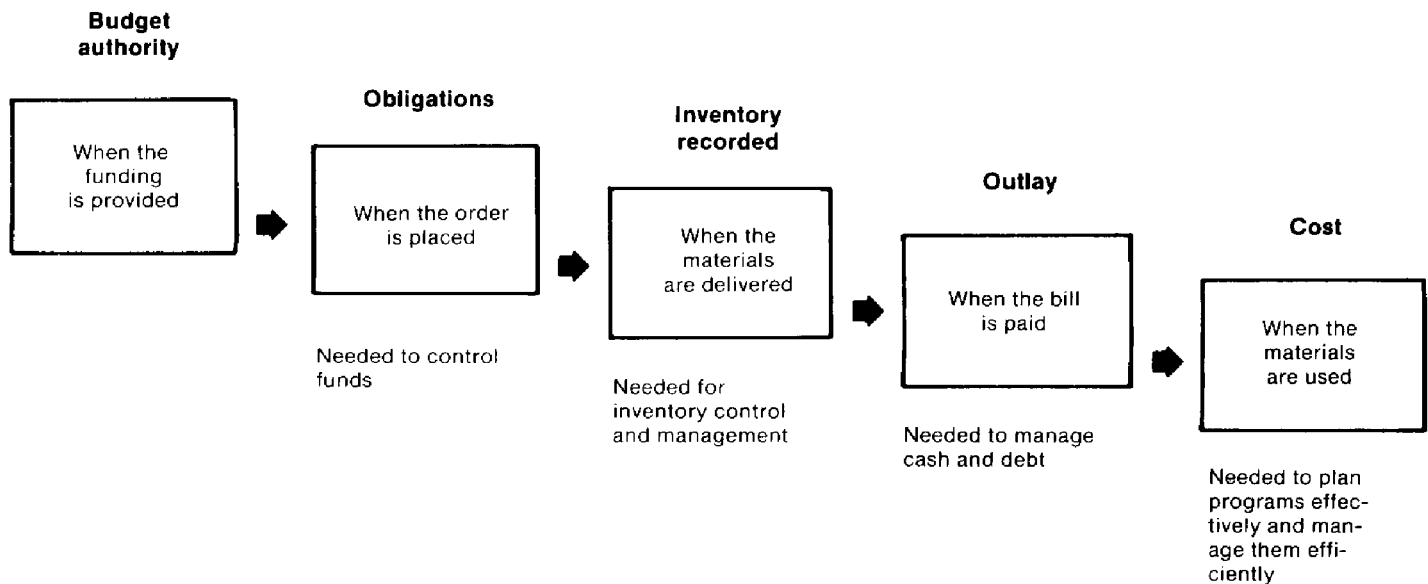 Budget
authority
When the
funding
is provided
Obligations
When the order
is placed
Needed to control
funds
Inventory
recorded
When the
materials
are delivered
Needed for
inventory control
and management
Outlay
When the bill
is paid
Needed to manage
cash and debt
Cost
When the
materials
are used
Needed to plan
programs effec-
tively and man-
age them effi-
ciently